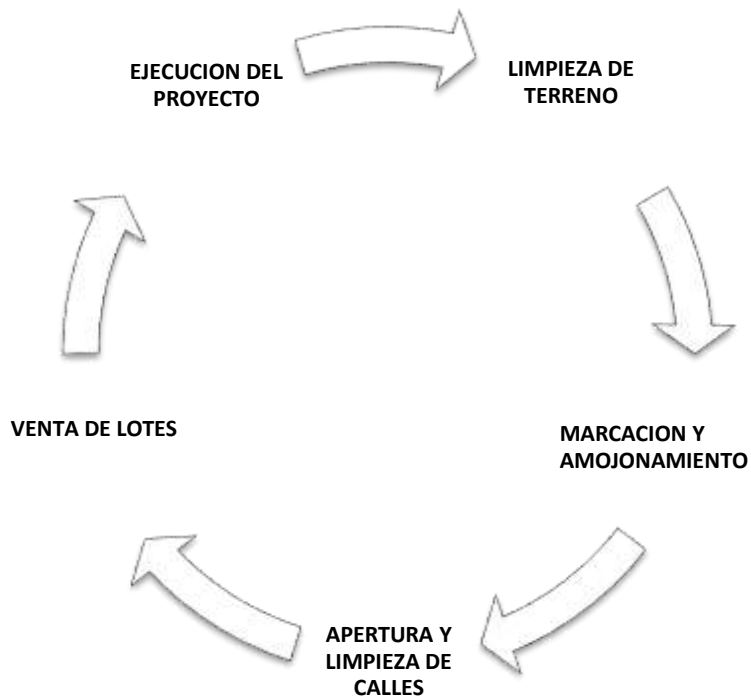 EJECUCION DEL
PROYECTO
LIMPIEZA DE
TERRENO
MARCACION Y
AMOJONAMIENTO
APERTURA Y
LIMPIEZA DE
CALLES
VENTA DE LOTES